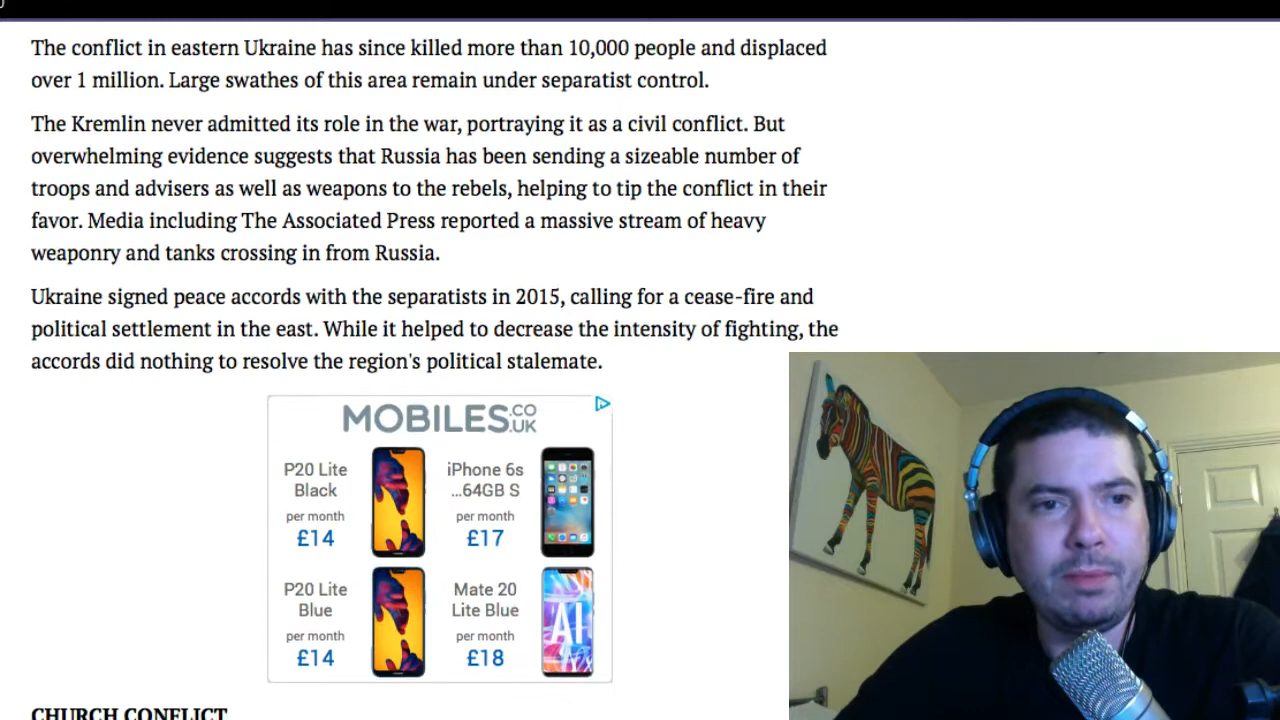 The conflict in eastern Ukraine has since killed more than 10,000 people and displaced
over 1 million. Large swathes of this area remain under separatist control.
The Kremlin never admitted its role in the war, portraying it as a civil conflict. But
overwhelming evidence suggests that Russia has been sending a sizeable number of
troops and advisers as well as weapons to the rebels, helping to tip the conflict in their
favor. Media including The Associated Press reported a massive stream of heavy
weaponry and tanks crossing in from Russia.
Ukraine signed peace accords with the separatists in 2015, calling for a cease-fire and
political settlement in the east. While it helped to decrease the intensity of fighting, the
accords did nothing to resolve the region's political stalemate.
MOBILES.CO.UK
P20 Lite
Black
per month
£14
iPhone 6s
...64GB S
per month
£17
P20 Lite
Blue
per month
£14
Mate 20
Lite Blue
per month
£18
AI
CHURCH CONFLICT